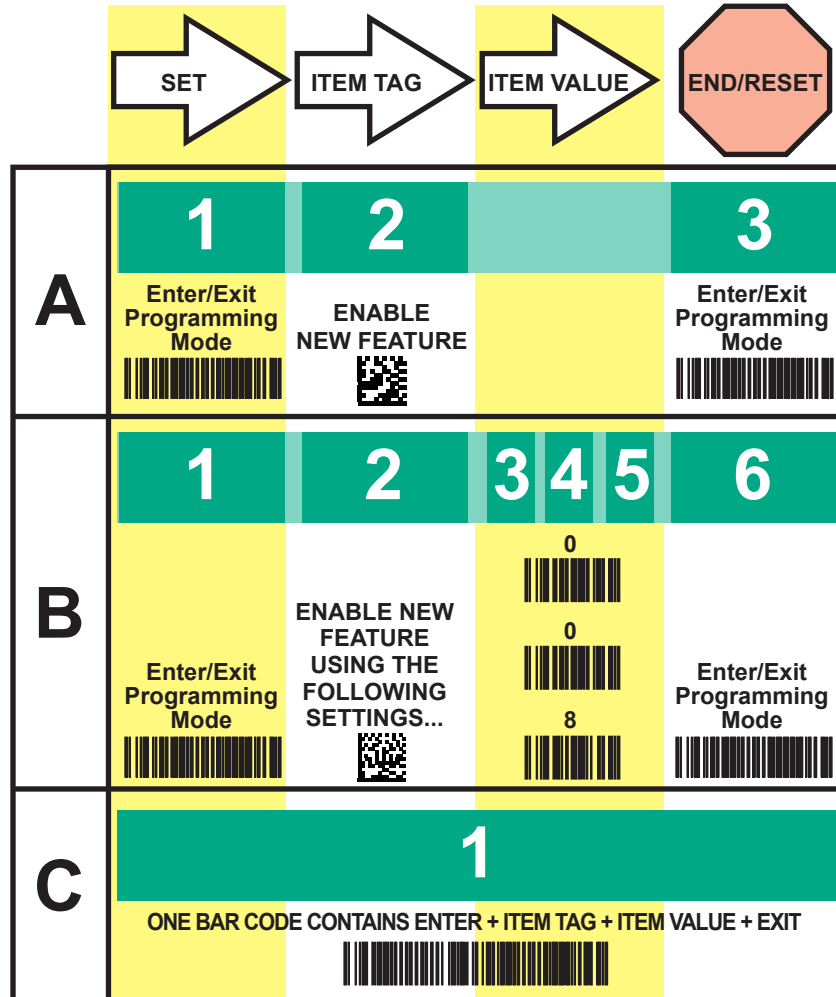 SET
ITEM TAG
ITEM VALUE
END/RESET
A
1
2
3
Enter/Exit
Programming
Mode
ENABLE
NEW FEATURE
Enter/Exit
Programming
Mode
B
1
2
3
4
5
6
Enter/Exit
Programming
Mode
ENABLE NEW
FEATURE
USING THE
FOLLOWING
SETTINGS...
0
0
8
Enter/Exit
Programming
Mode
C
1
ONE BAR CODE CONTAINS ENTER + ITEM TAG + ITEM VALUE + EXIT